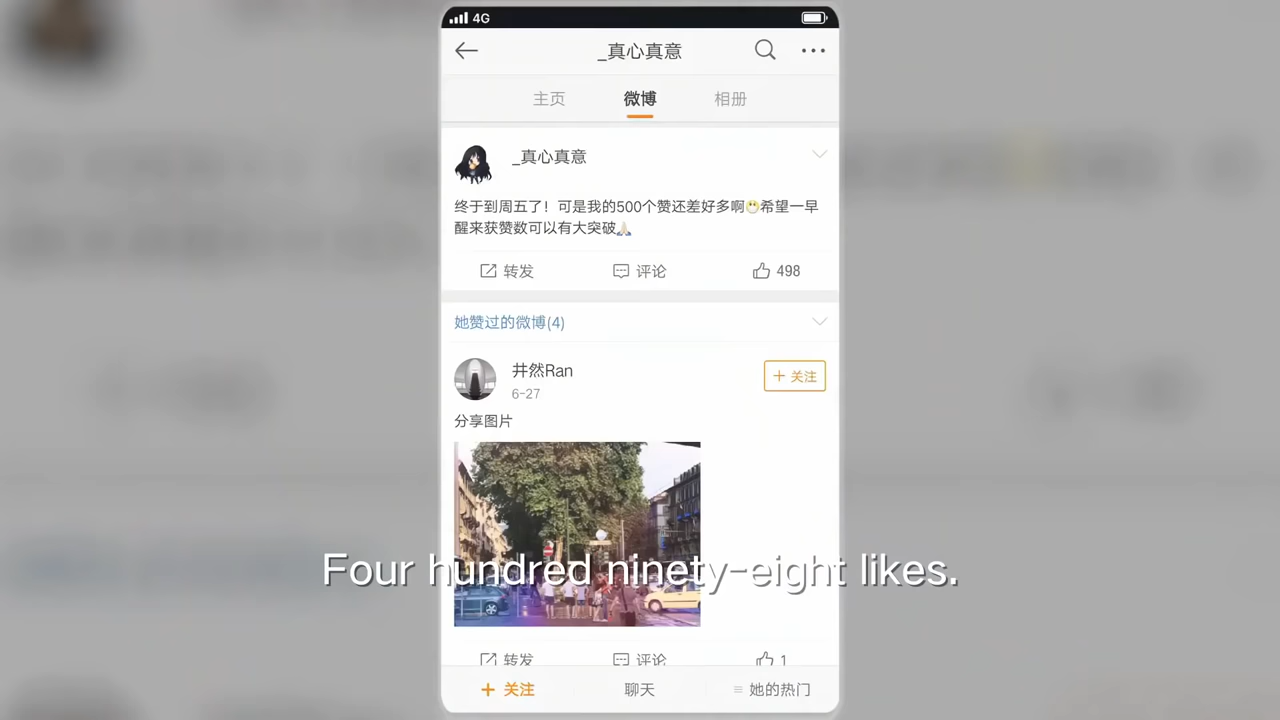 4G
_真心真意
主页 微博 相册
_真心真意
终于到周五了！可是我的500个赞还差好多啊😷希望一早
醒来获赞数可以有大突破🙏🏻
转发 评论 498
她赞过的微博(4)
井然Ran
+ 关注
6-27
分享图片
Four hundred ninety-eight likes.
转发 评论 1
+ 关注 聊天 她的热门